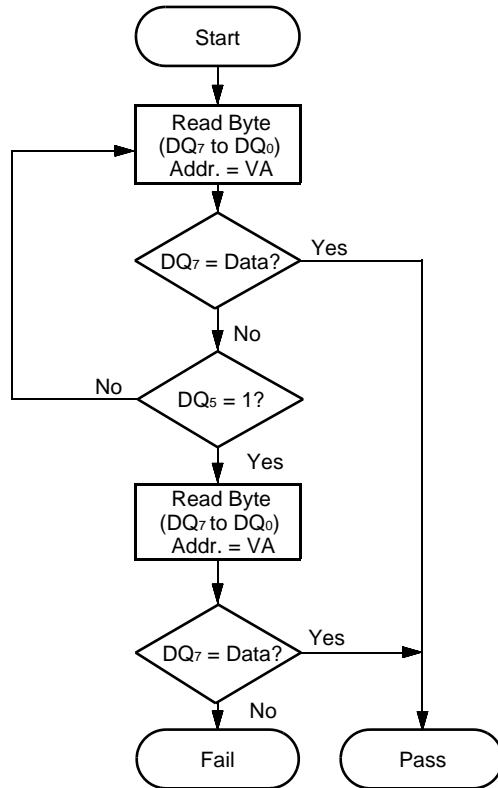 Start
Read Byte
(DQ7 to DQ0)
Addr. = VA
DQ7 = Data?
Yes
No
No
DQ5 = 1?
Yes
Read Byte
(DQ7 to DQ0)
Addr. = VA
DQ7 = Data?
Yes
No
Fail
Pass